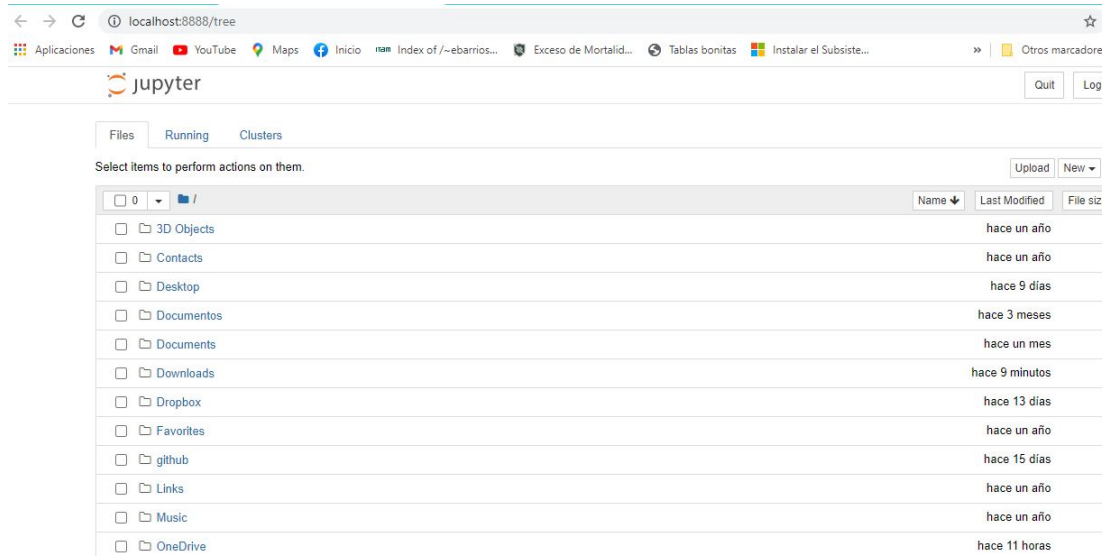 localhost:8888/tree
Aplicaciones Gmail YouTube Maps Inicio Index of /~ebarrios... Exceso de Mortalid... Tablas bonitas Instalar el Subsiste... » Otros marcadore
jupyter Quit Log
Files Running Clusters
Select items to perform actions on them. Upload New
0 / Name Last Modified File siz
3D Objects hace un año
Contacts hace un año
Desktop hace 9 días
Documentos hace 3 meses
Documents hace un mes
Downloads hace 9 minutos
Dropbox hace 13 días
Favorites hace un año
github hace 15 días
Links hace un año
Music hace un año
OneDrive hace 11 horas